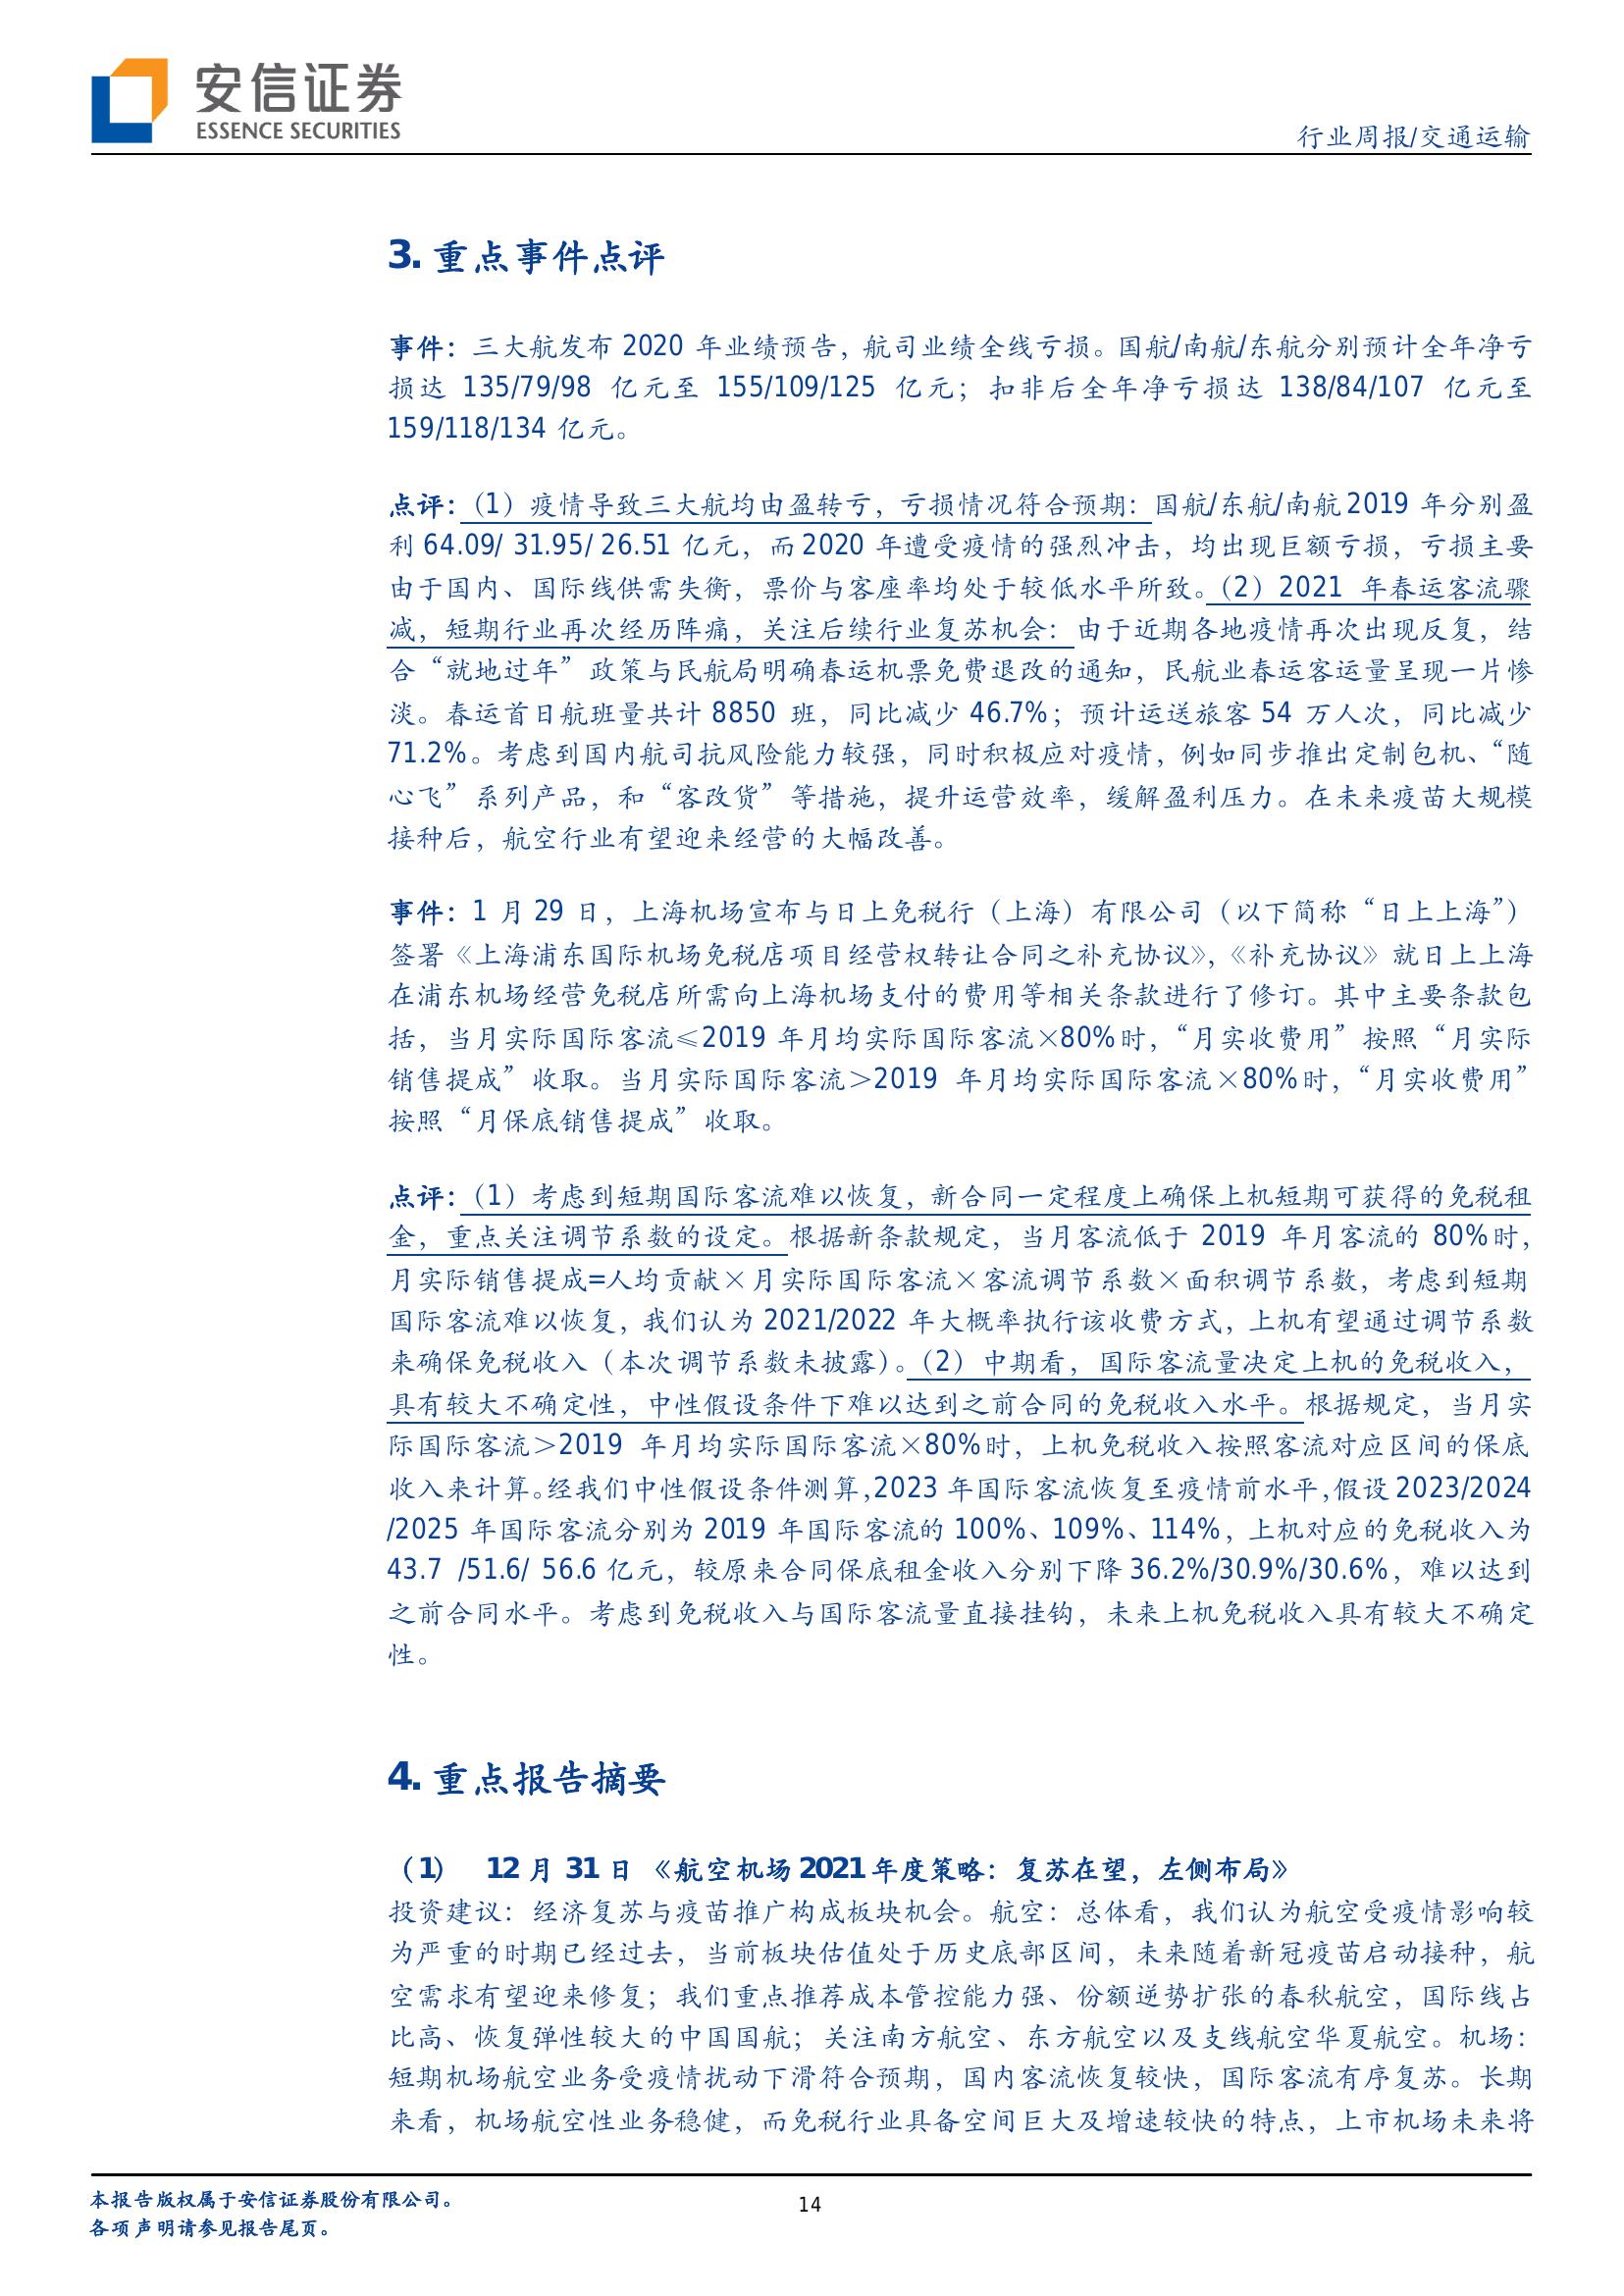 安信证券
ESSENCE SECURITIES
行业周报/交通运输
3. 重点事件点评
事件：三大航发布 2020 年业绩预告，航司业绩全线亏损。国航/南航/东航分别预计全年净亏
损达 135/79/98 亿元至 155/109/125 亿元；扣非后全年净亏损达 138/84/107 亿元至
159/118/134 亿元。
点评：（1）疫情导致三大航均由盈转亏，亏损情况符合预期：国航/东航/南航 2019 年分别盈
利 64.09/ 31.95/ 26.51 亿元，而 2020 年遭受疫情的强烈冲击，均出现巨额亏损，亏损主要
由于国内、国际线供需失衡，票价与客座率均处于较低水平所致。（2）2021 年春运客流骤
减，短期行业再次经历阵痛，关注后续行业复苏机会：由于近期各地疫情再次出现反复，结
合“就地过年”政策与民航局明确春运机票免费退改的通知，民航业春运客运量呈现一片惨
淡。春运首日航班量共计 8850 班，同比减少 46.7%；预计运送旅客 54 万人次，同比减少
71.2%。考虑到国内航司抗风险能力较强，同时积极应对疫情，例如同步推出定制包机、“随
心飞”系列产品，和“客改货”等措施，提升运营效率，缓解盈利压力。在未来疫苗大规模
接种后，航空行业有望迎来经营的大幅改善。
事件：1 月 29 日，上海机场宣布与日上免税行（上海）有限公司（以下简称“日上上海”）
签署《上海浦东国际机场免税店项目经营权转让合同之补充协议》，《补充协议》就日上上海
在浦东机场经营免税店所需向上海机场支付的费用等相关条款进行了修订。其中主要条款包
括，当月实际国际客流≤2019 年月均实际国际客流×80%时，“月实收费用”按照“月实际
销售提成”收取。当月实际国际客流＞2019 年月均实际国际客流×80%时，“月实收费用”
按照“月保底销售提成”收取。
点评：（1）考虑到短期国际客流难以恢复，新合同一定程度上确保上机短期可获得的免税租
金，重点关注调节系数的设定。根据新条款规定，当月客流低于 2019 年月客流的 80%时，
月实际销售提成=人均贡献×月实际国际客流×客流调节系数×面积调节系数，考虑到短期
国际客流难以恢复，我们认为 2021/2022 年大概率执行该收费方式，上机有望通过调节系数
来确保免税收入（本次调节系数未披露）。（2）中期看，国际客流量决定上机的免税收入，
具有较大不确定性，中性假设条件下难以达到之前合同的免税收入水平。根据规定，当月实
际国际客流＞2019 年月均实际国际客流×80%时，上机免税收入按照客流对应区间的保底
收入来计算。经我们中性假设条件测算，2023 年国际客流恢复至疫情前水平，假设 2023/2024
/2025 年国际客流分别为 2019 年国际客流的 100%、109%、114%，上机对应的免税收入为
43.7 /51.6/ 56.6 亿元，较原来合同保底租金收入分别下降 36.2%/30.9%/30.6%，难以达到
之前合同水平。考虑到免税收入与国际客流量直接挂钩，未来上机免税收入具有较大不确定
性。
4. 重点报告摘要
（1） 12 月 31 日《航空机场 2021 年度策略：复苏在望，左侧布局》
投资建议：经济复苏与疫苗推广构成板块机会。航空：总体看，我们认为航空受疫情影响较
为严重的时期已经过去，当前板块估值处于历史底部区间，未来随着新冠疫苗启动接种，航
空需求有望迎来修复；我们重点推荐成本管控能力强、份额逆势扩张的春秋航空，国际线占
比高、恢复弹性较大的中国国航；关注南方航空、东方航空以及支线航空华夏航空。机场：
短期机场航空业务受疫情扰动下滑符合预期，国内客流恢复较快，国际客流有序复苏。长期
来看，机场航空性业务稳健，而免税行业具备空间巨大及增速较快的特点，上市机场未来将
本报告版权属于安信证券股份有限公司。
14
各项声明请参见报告尾页。